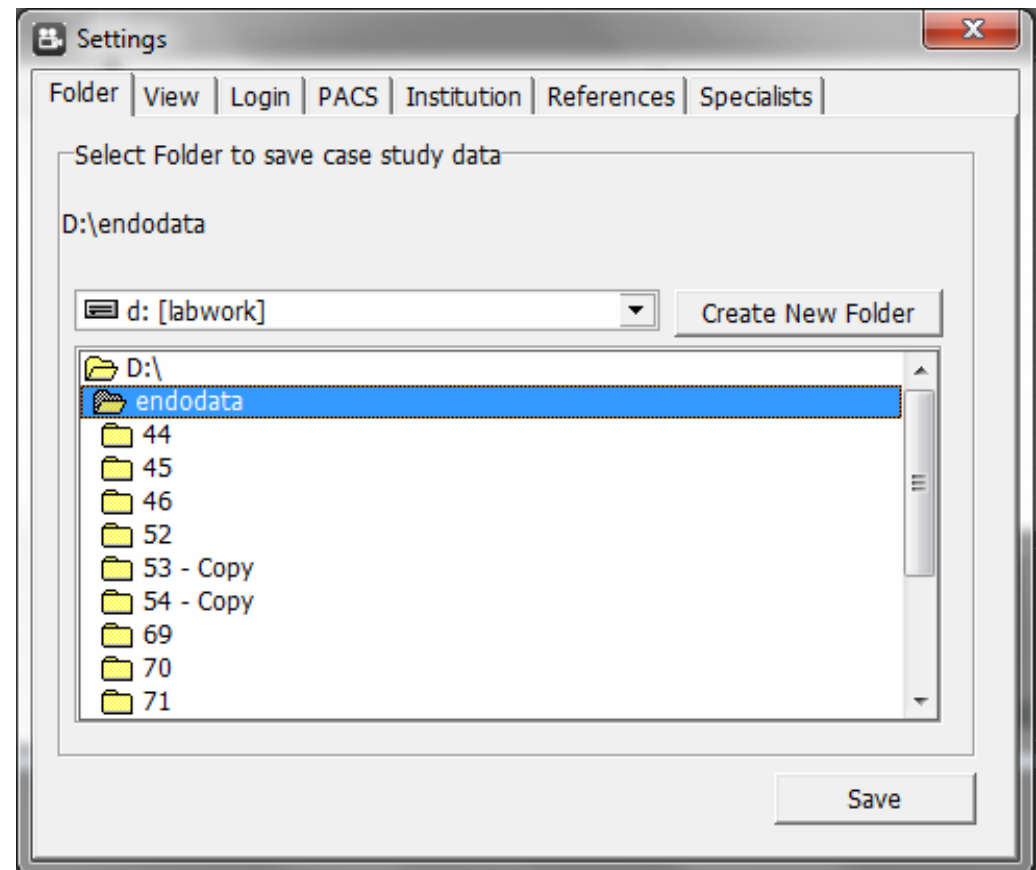 Settings
Folder View Login PACS Institution References Specialists
Select Folder to save case study data
D:\endodata
d: [labwork] Create New Folder
D:\
endodata
44
45
46
52
53 - Copy
54 - Copy
69
70
71
Save